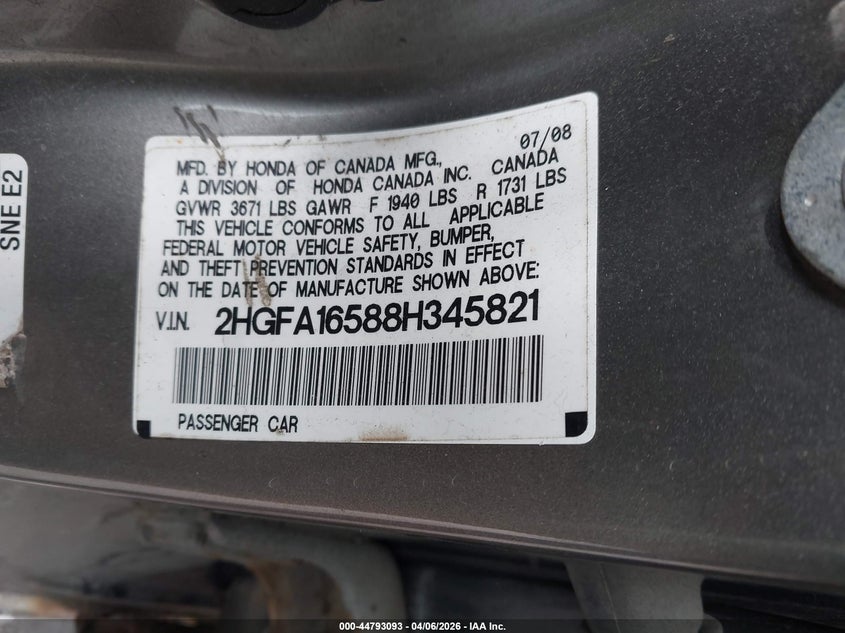 07/08
MFD. BY HONDA OF CANADA MFG.,
A DIVISION OF HONDA CANADA INC. CANADA
GVWR 3671 LBS GAWR F 1940 LBS R 1731 LBS
THIS VEHICLE CONFORMS TO ALL APPLICABLE
FEDERAL MOTOR VEHICLE SAFETY, BUMPER,
AND THEFT PREVENTION STANDARDS IN EFFECT
ON THE DATE OF MANUFACTURE SHOWN ABOVE:
V.I.N. 2HGFA16588H345821
PASSENGER CAR
SNE E2
000-44793093 - 04/06/2026 - IAA Inc.